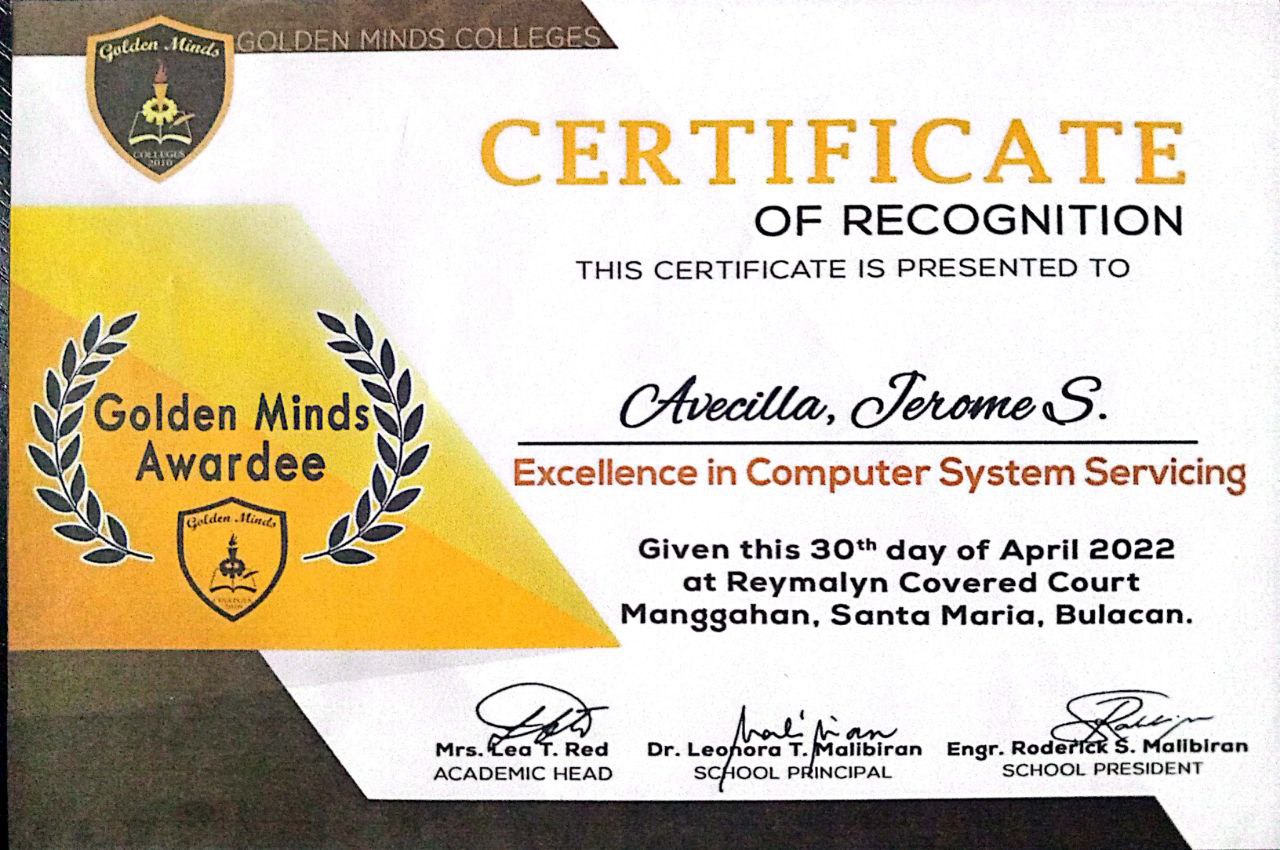 Golden Minds
COLLEGES
2010
GOLDEN MINDS COLLEGES
CERTIFICATE
OF RECOGNITION
THIS CERTIFICATE IS PRESENTED TO
Avecilla, Jerome S.
Excellence in Computer System Servicing
Golden Minds
Awardee
Golden Minds
Given this 30th day of April 2022
at Reymalyn Covered Court
Manggahan, Santa Maria, Bulacan.
Mrs. Lea T. Red
ACADEMIC HEAD
Dr. Leonora T. Malibiran
SCHOOL PRINCIPAL
Engr. Roderick S. Malibiran
SCHOOL PRESIDENT